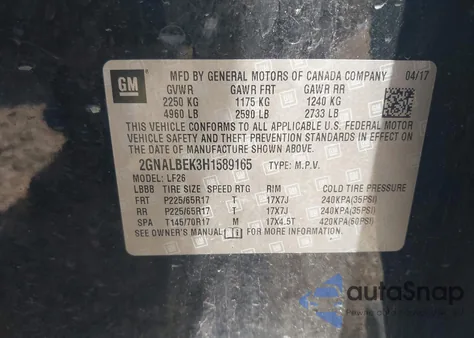 GM
MFD BY GENERAL MOTORS OF CANADA COMPANY 04/17
GVWR GAWR FRT GAWR RR
2250 KG 1175 KG 1240 KG
4960 LB 2590 LB 2733 LB
THIS VEHICLE CONFORMS TO ALL APPLICABLE U.S. FEDERAL MOTOR
VEHICLE SAFETY AND THEFT PREVENTION STANDARDS IN EFFECT ON THE
DATE OF MANUFACTURE SHOWN ABOVE.
2GNALBEK3H1589165 TYPE: M.P.V.
MODEL: LF26
LBBB TIRE SIZE SPEED RTG RIM COLD TIRE PRESSURE
FRT P225/65R17 T 17X7J 240KPA(35PSI)
RR P225/65R17 T 17X7J 240KPA(35PSI)
SPA T145/70R17 M 17X4.5T 420KPA(60PSI)
SEE OWNER'S MANUAL FOR MORE INFORMATION.
autoSnap